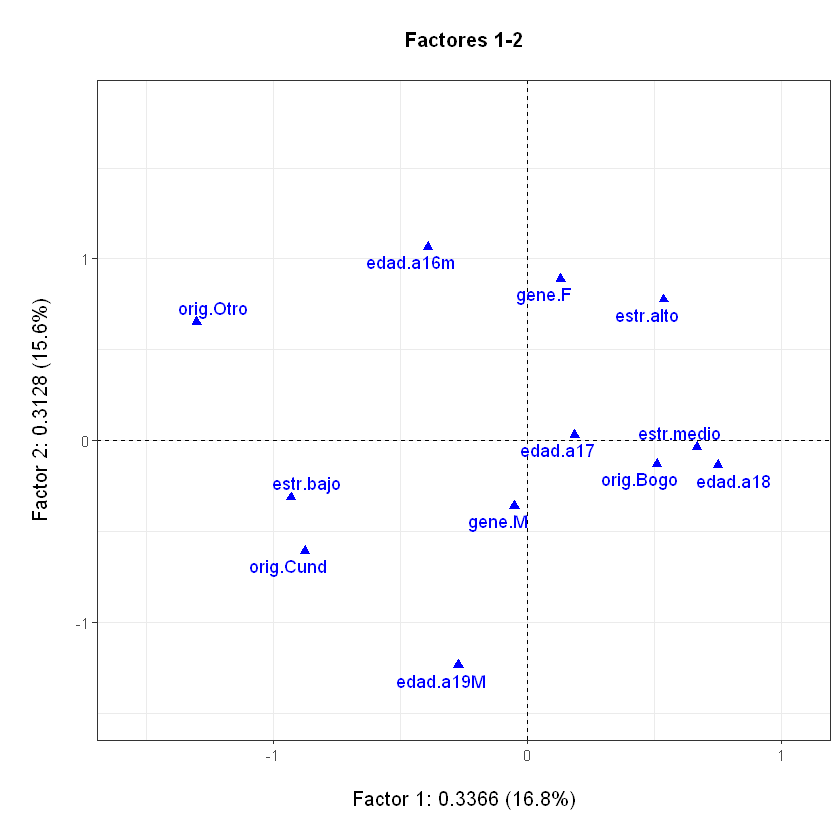 Factores 1-2
edad.a16m
gene.F
orig.Otro
estr.alto
1
Factor 2: 0.3128 (15.6%)
0
estr.medio
edad.a17
orig.Bogo
edad.a18
estr.bajo
gene.M
orig.Cund
-1
edad.a19M
-1
0
1
Factor 1: 0.3366 (16.8%)